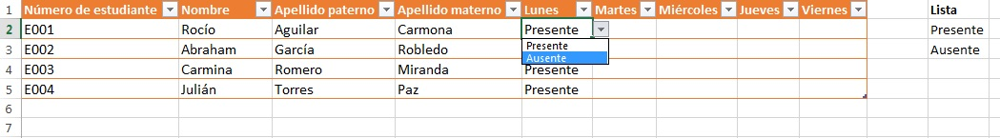 1 Número de estudiante Nombre Apellido paterno Apellido materno Lunes Martes Miércoles Jueves Viernes Lista
2 E001 Rocío Aguilar Carmona Presente Presente
Presente
3 E002 Abraham García Robledo Ausente
Ausente
4 E003 Carmina Romero Miranda Presente
5 E004 Julián Torres Paz Presente
6
7